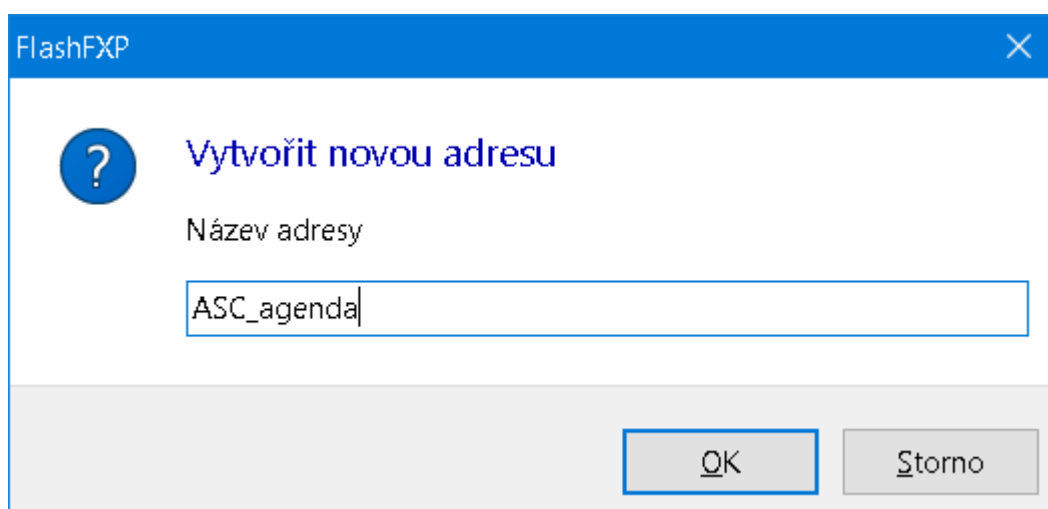 FlashFXP
Vytvořit novou adresu
Název adresy
ASC_agenda
OK
Storno